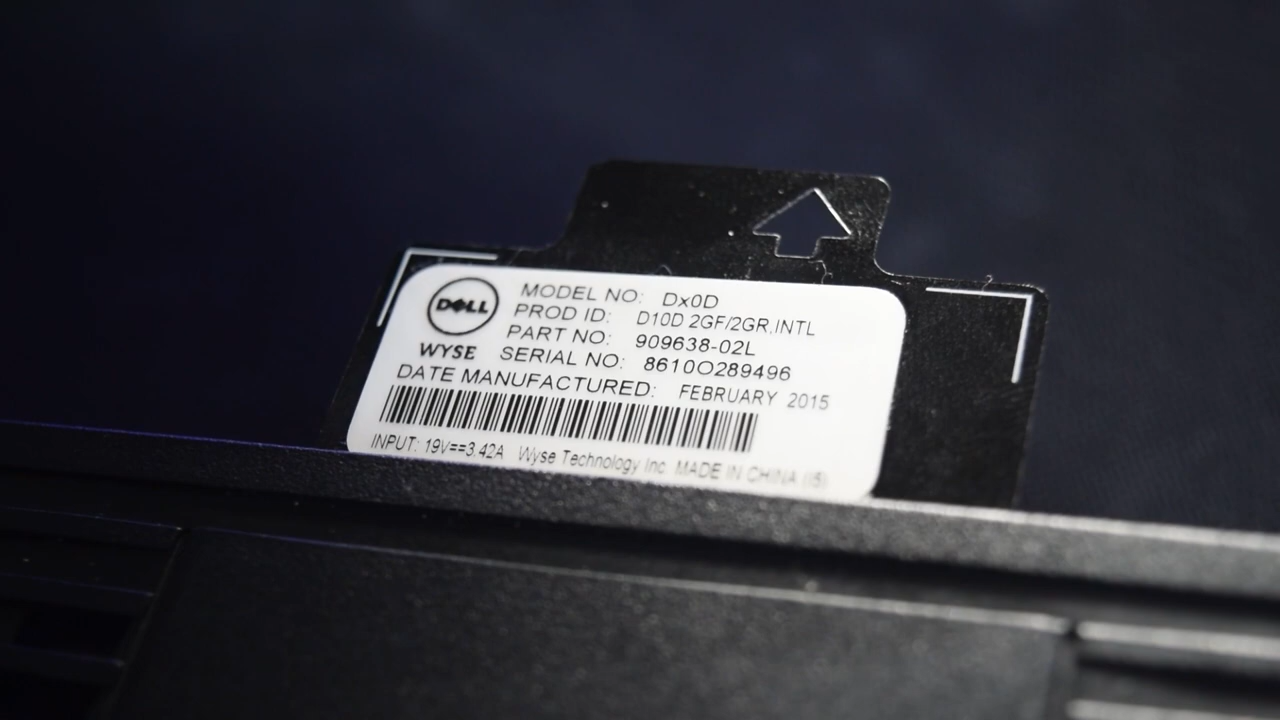 DELL
WYSE
MODEL NO: Dx0D
PROD ID: D10D 2GF/2GR,INTL
PART NO: 909638-02L
SERIAL NO: 8610O289496
DATE MANUFACTURED: FEBRUARY 2015
INPUT: 19V==3.42A Wyse Technology Inc. MADE IN CHINA (I5)